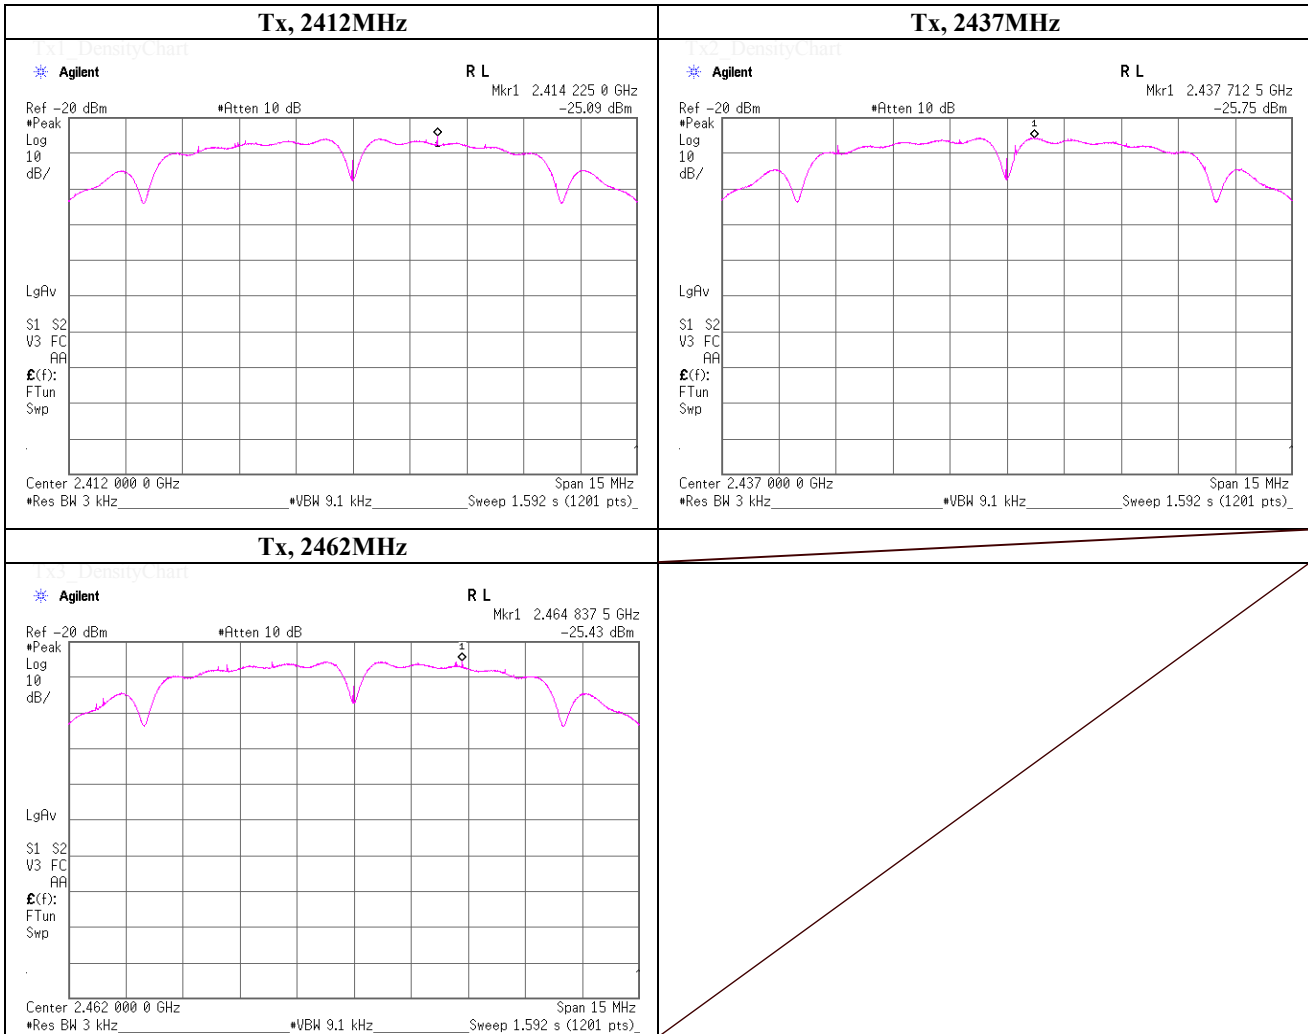 Tx, 2412MHz
Tx1_DensityChart
Agilent
R L
Mkr1 2.414 225 0 GHz
Ref -20 dBm
#Atten 10 dB
-25.09 dBm
#Peak
Log
10
dB/
LgAv
S1 S2
V3 FC
AA
£(f):
FTun
Swp
Center 2.412 000 0 GHz
Span 15 MHz
#Res BW 3 kHz
#VBW 9.1 kHz
Sweep 1.592 s (1201 pts)
Tx, 2437MHz
Tx2_DensityChart
Agilent
R L
Mkr1 2.437 712 5 GHz
Ref -20 dBm
#Atten 10 dB
-25.75 dBm
#Peak
Log
10
dB/
1
LgAv
S1 S2
V3 FC
AA
£(f):
FTun
Swp
Center 2.437 000 0 GHz
Span 15 MHz
#Res BW 3 kHz
#VBW 9.1 kHz
Sweep 1.592 s (1201 pts)
Tx, 2462MHz
Tx3_DensityChart
Agilent
R L
Mkr1 2.464 837 5 GHz
Ref -20 dBm
#Atten 10 dB
-25.43 dBm
#Peak
Log
10
dB/
1
LgAv
S1 S2
V3 FC
AA
£(f):
FTun
Swp
Center 2.462 000 0 GHz
Span 15 MHz
#Res BW 3 kHz
#VBW 9.1 kHz
Sweep 1.592 s (1201 pts)